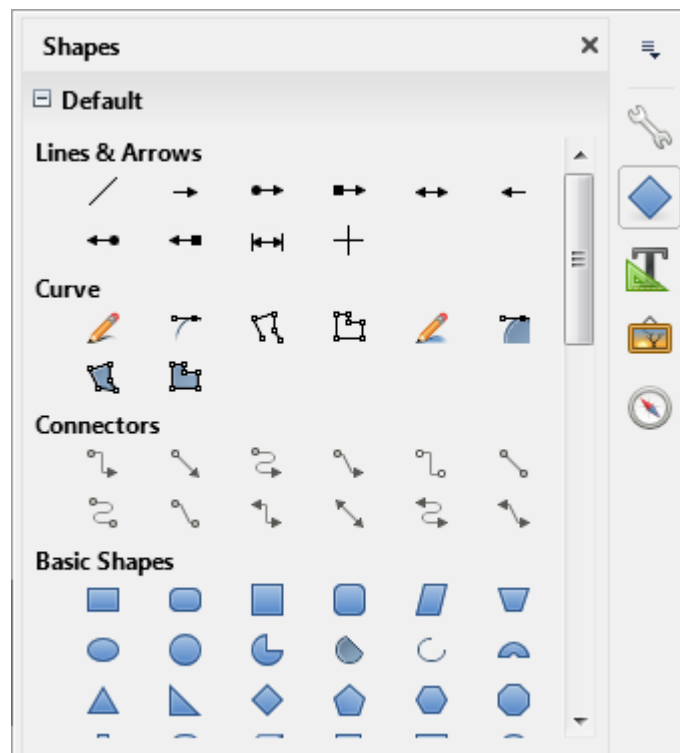 Shapes
Default
Lines & Arrows
Curve
Connectors
Basic Shapes